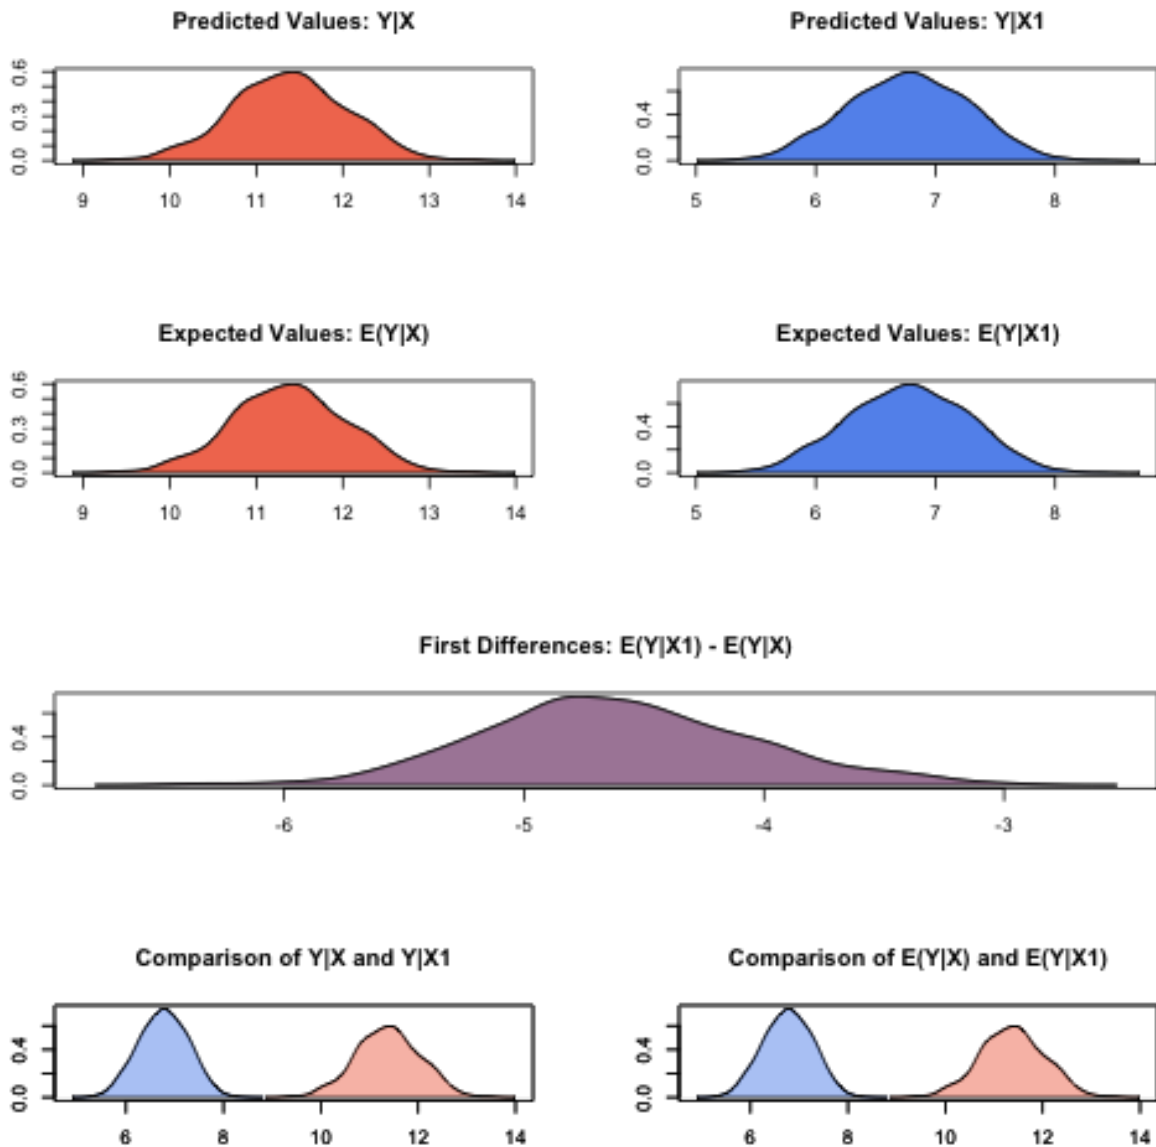 Predicted Values: Y|X
0.0 0.3 0.6
9 10 11 12 13 14
Predicted Values: Y|X1
0.0 0.4
5 6 7 8
Expected Values: E(Y|X)
0.0 0.3 0.6
9 10 11 12 13 14
Expected Values: E(Y|X1)
0.0 0.4
5 6 7 8
First Differences: E(Y|X1) - E(Y|X)
0.0 0.4
-6 -5 -4 -3
Comparison of Y|X and Y|X1
0.0 0.4
6 8 10 12 14
Comparison of E(Y|X) and E(Y|X1)
0.0 0.4
6 8 10 12 14